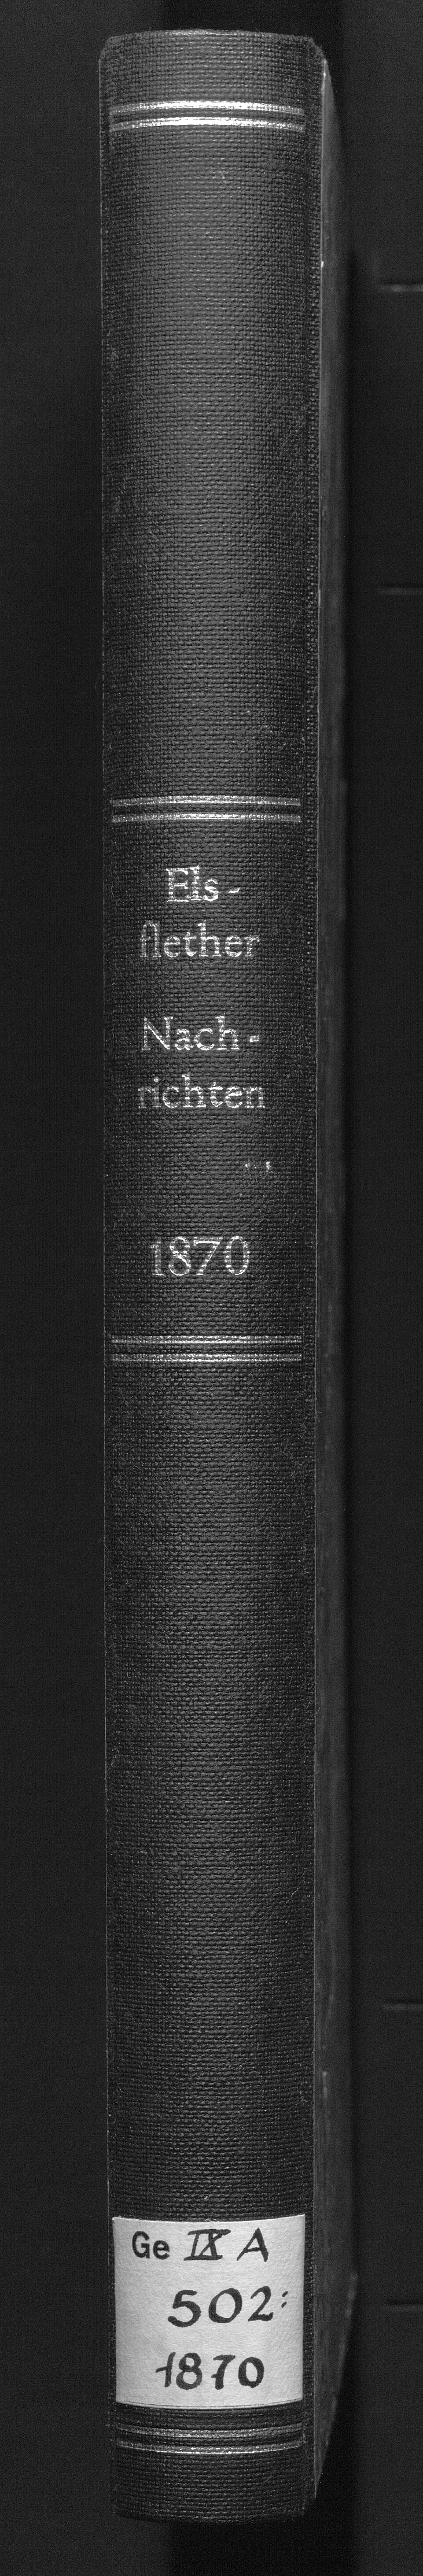 Els-
flether
Nach-
richten
1870
Ge IX A
502:
1870